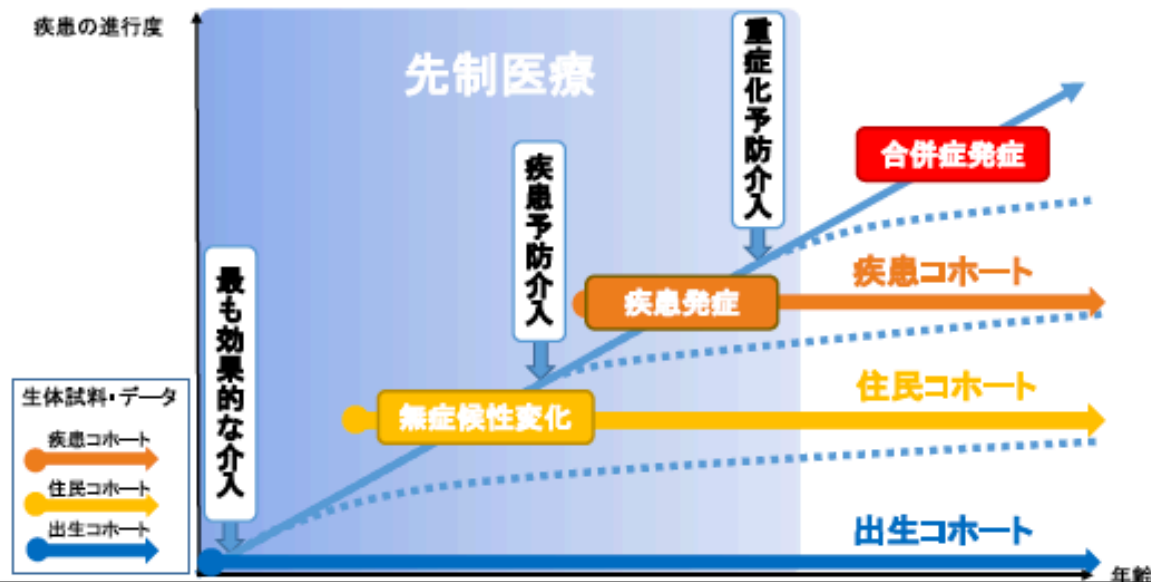 疾患の進行度
先制医療
重症化予防介入
合併症発症
疾患予防介入
疾患コホート
疾患発症
最も効果的な介入
住民コホート
無症候性変化
生体試料・データ
疾患コホート
住民コホート
出生コホート
出生コホート
年齢